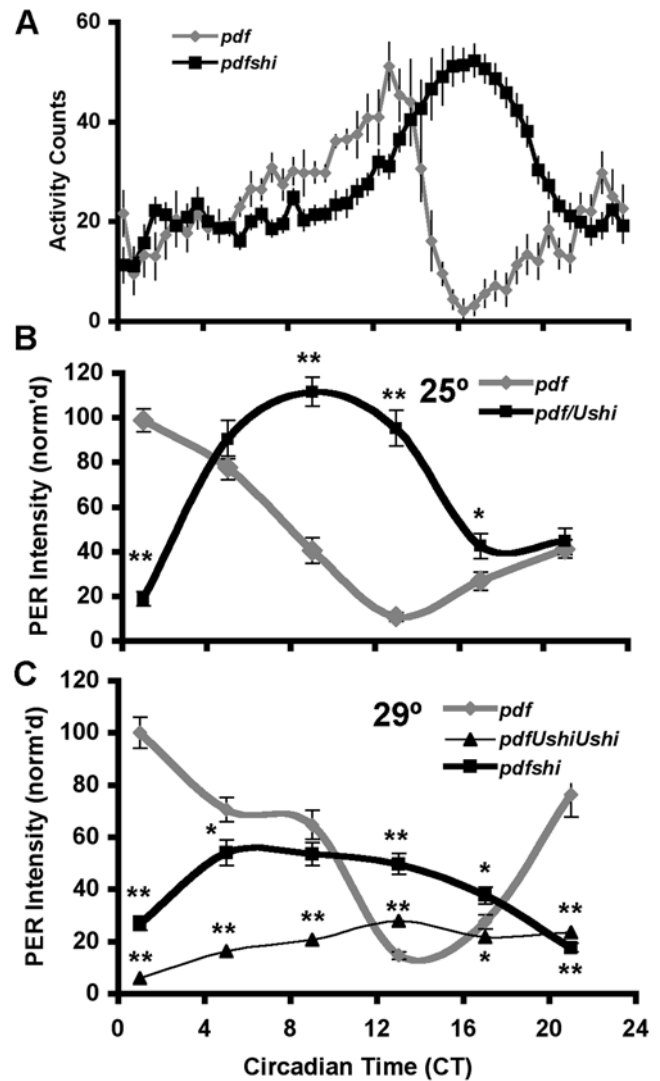 A
pdf
pdfshi
Activity Counts
60
40
20
0
B
25º
pdf
pdf/Ushi
PER Intensity (norm'd)
120
100
80
60
40
20
0
**
**
**
*
C
29º
pdf
pdfUshiUshi
pdfshi
PER Intensity (norm'd)
120
100
80
60
40
20
0
**
*
**
*
**
**
**
**
**
*
**
0 4 8 12 16 20 24
Circadian Time (CT)